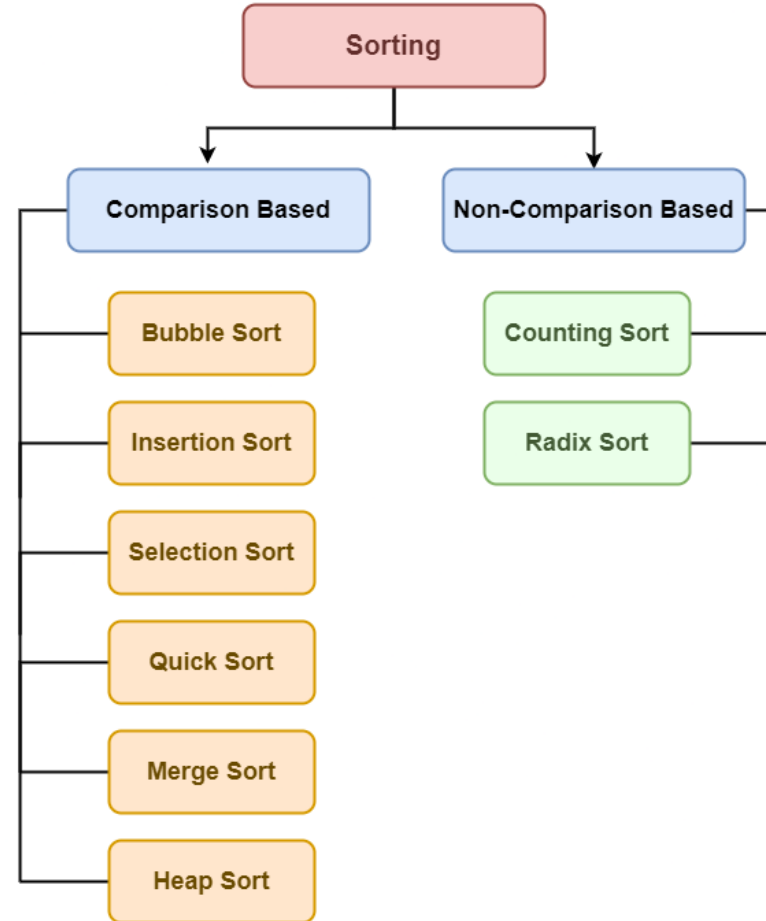 Sorting
Comparison Based
Non-Comparison Based
Bubble Sort
Counting Sort
Insertion Sort
Radix Sort
Selection Sort
Quick Sort
Merge Sort
Heap Sort